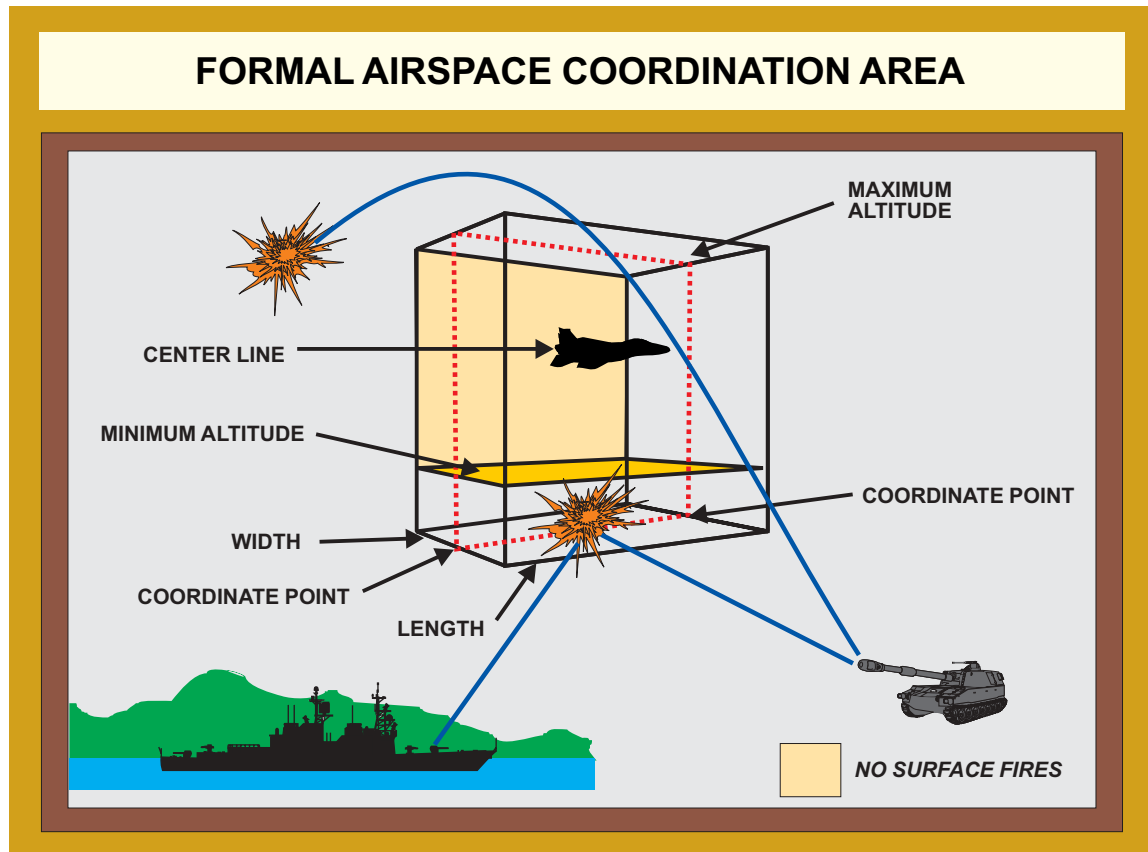 FORMAL AIRSPACE COORDINATION AREA
MAXIMUM
ALTITUDE
CENTER LINE
MINIMUM ALTITUDE
COORDINATE POINT
WIDTH
COORDINATE POINT
LENGTH
NO SURFACE FIRES